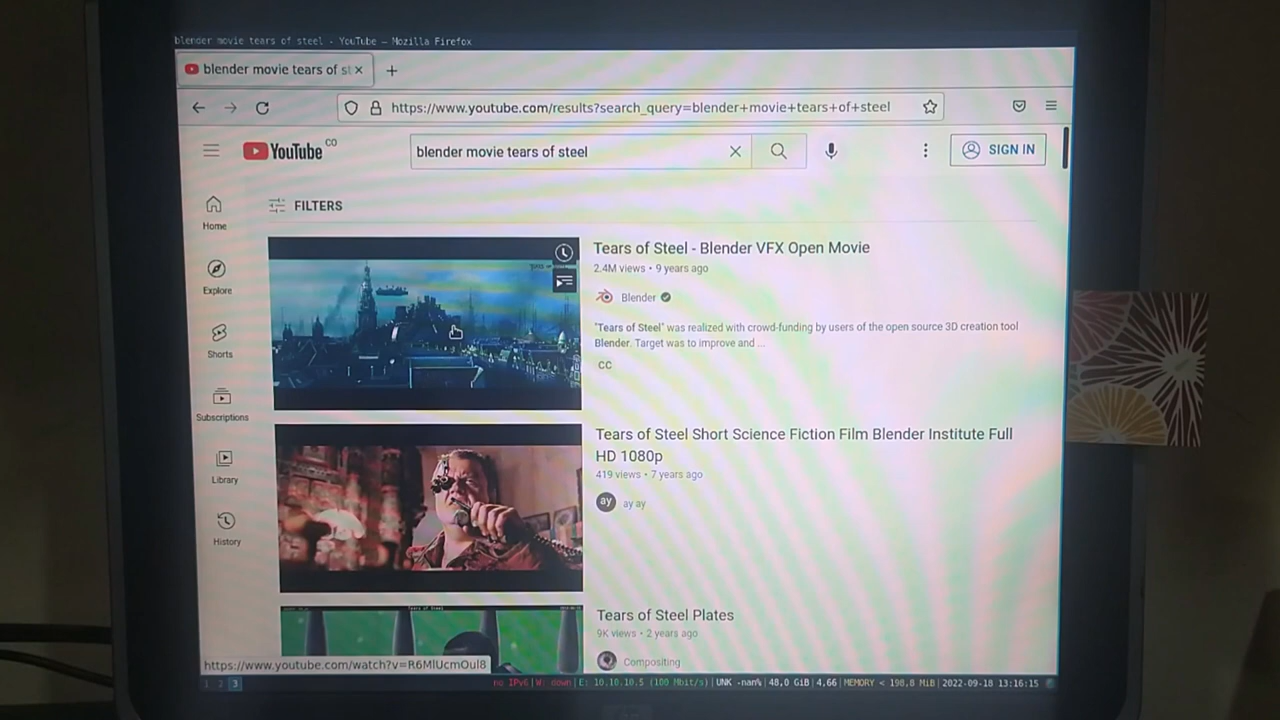 blender movie tears of steel - YouTube — Mozilla Firefox
blender movie tears of st
https://www.youtube.com/results?search_query=blender+movie+tears+of+steel
YouTube CO
blender movie tears of steel
SIGN IN
FILTERS
Home
Explore
Shorts
Subscriptions
Library
History
Tears of Steel - Blender VFX Open Movie
2.4M views • 9 years ago
Blender
"Tears of Steel" was realized with crowd-funding by users of the open source 3D creation tool
Blender. Target was to improve and ...
CC
Tears of Steel Short Science Fiction Film Blender Institute Full
HD 1080p
419 views • 7 years ago
ay
ay ay
Tears of Steel
Tears of Steel Plates
9K views • 2 years ago
Compositing
https://www.youtube.com/watch?v=R6MlUcmOul8
1 2 3
no IPv6|W: down|E: 10.10.10.5 (100 Mbit/s)|UNK -nan%|48,0 GiB|4,66|MEMORY < 198,8 MiB|2022-09-18 13:16:15